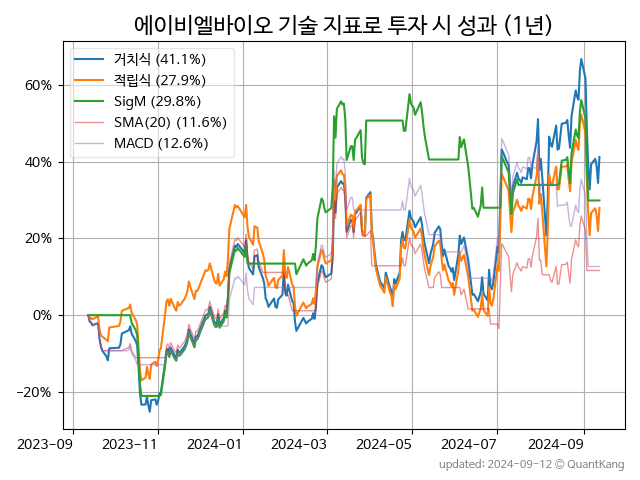 에이비엘바이오 기술 지표로 투자 시 성과 (1년)
거치식 (41.1%)
적립식 (27.9%)
SigM (29.8%)
SMA(20) (11.6%)
MACD (12.6%)
60%
40%
20%
0%
−20%
2023-09 2023-11 2024-01 2024-03 2024-05 2024-07 2024-09
updated: 2024-09-12 © QuantKang